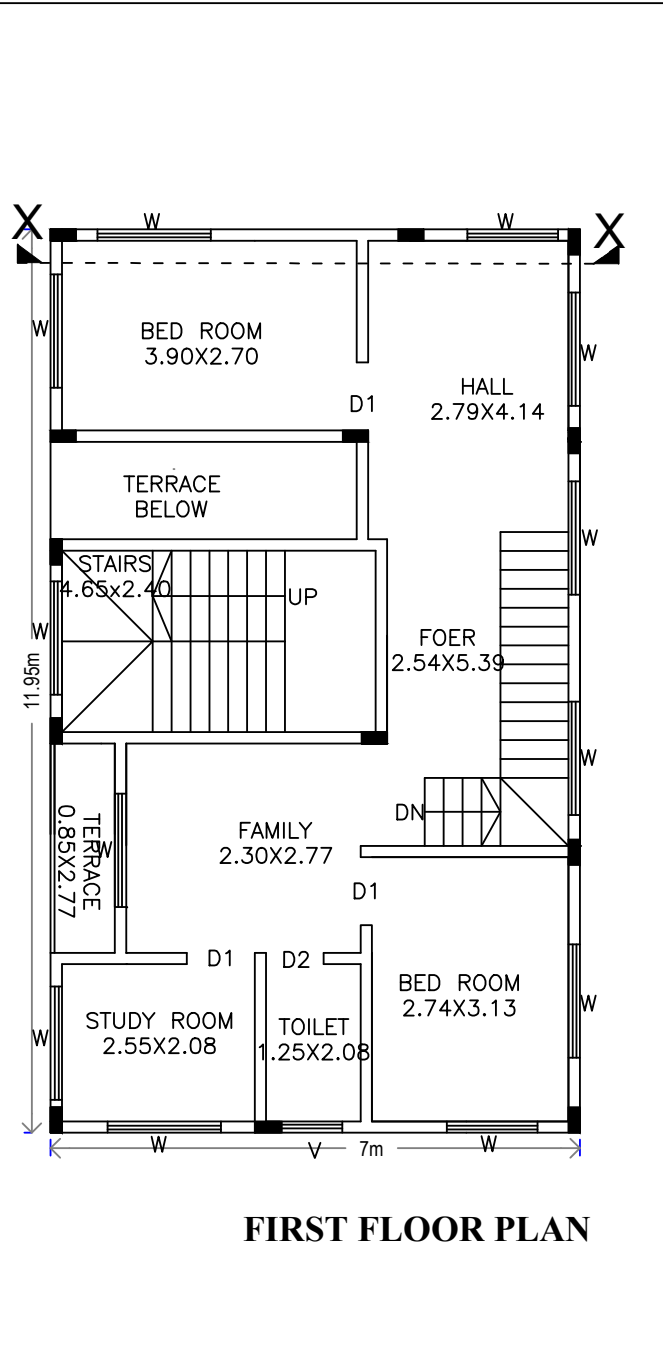 W
W
X
X
W
BED ROOM
3.90X2.70
W
HALL
2.79X4.14
D1
TERRACE
BELOW
W
STAIRS
4.65x2.40
UP
W
FOER
2.54X5.39
11.95m
W
DN
TERRACE
0.85X2.77
W
FAMILY
2.30X2.77
D1
D1
D2
BED ROOM
2.74X3.13
W
STUDY ROOM
2.55X2.08
TOILET
1.25X2.08
W
W
V
7m
W
FIRST FLOOR PLAN